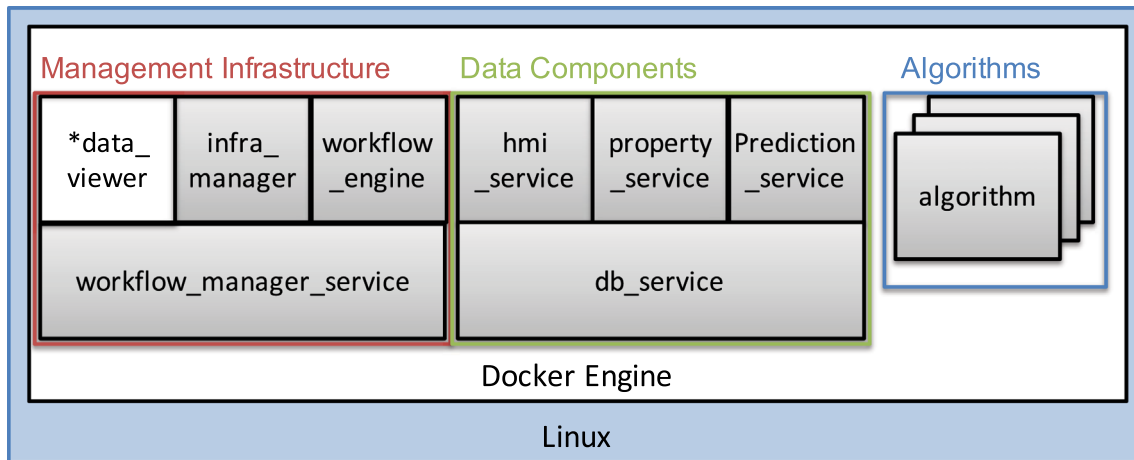 Management Infrastructure
Data Components
Algorithms
*data_
viewer
infra_
manager
workflow
_engine
hmi
_service
property
_service
Prediction
_service
algorithm
workflow_manager_service
db_service
Docker Engine
Linux